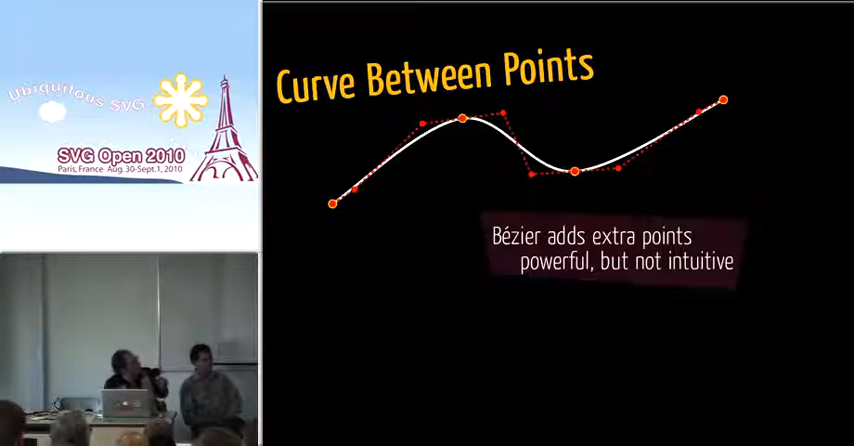 Ubiquitous SVG
SVG Open 2010
Paris, France Aug. 30-Sept.1, 2010
Curve Between Points
Bézier adds extra points
powerful, but not intuitive